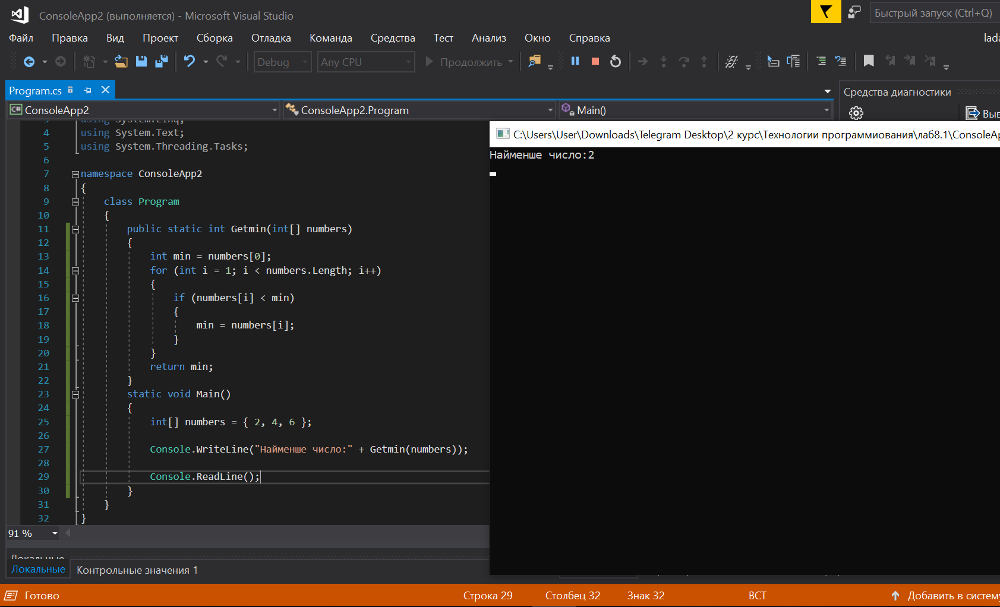 ConsoleApp2 (выполняется) - Microsoft Visual Studio
Быстрый запуск (Ctrl+Q)
Файл Правка Вид Проект Сборка Отладка Команда Средства Тест Анализ Окно Справка lada
Debug Any CPU Продолжить
Program.cs
Средства диагностики
C# ConsoleApp2 ConsoleApp2.Program Main()
Выв
3 using System.Linq;
4 using System.Text;
5 using System.Threading.Tasks;
6
7 namespace ConsoleApp2
8 {
9 class Program
10 {
11 public static int Getmin(int[] numbers)
12 {
13 int min = numbers[0];
14 for (int i = 1; i < numbers.Length; i++)
15 {
16 if (numbers[i] < min)
17 {
18 min = numbers[i];
19 }
20 }
21 return min;
22 }
23 static void Main()
24 {
25 int[] numbers = { 2, 4, 6 };
26
27 Console.WriteLine("Найменше число:" + Getmin(numbers));
28
29 Console.ReadLine();
30 }
31 }
32 }
C:\Users\User\Downloads\Telegram Desktop\2 курс\Технологии программиования\лаб8.1\ConsoleAp
Найменше число:2
91 %
Локальные
Локальные Контрольные значения 1
Готово Строка 29 Столбец 32 Знак 32 ВСТ Добавить в систему